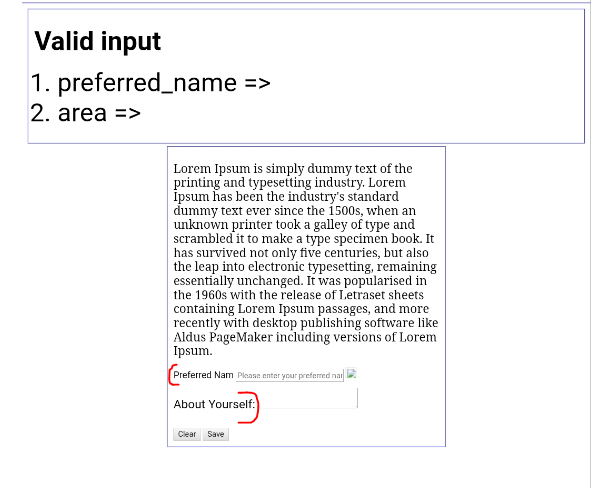 Valid input
1. preferred_name =>
2. area =>
Lorem Ipsum is simply dummy text of the
printing and typesetting industry. Lorem
Ipsum has been the industry's standard
dummy text ever since the 1500s, when an
unknown printer took a galley of type and
scrambled it to make a type specimen book. It
has survived not only five centuries, but also
the leap into electronic typesetting, remaining
essentially unchanged. It was popularised in
the 1960s with the release of Letraset sheets
containing Lorem Ipsum passages, and more
recently with desktop publishing software like
Aldus PageMaker including versions of Lorem
Ipsum.
Preferred Nam Please enter your preferred nar
About Yourself:
Clear Save